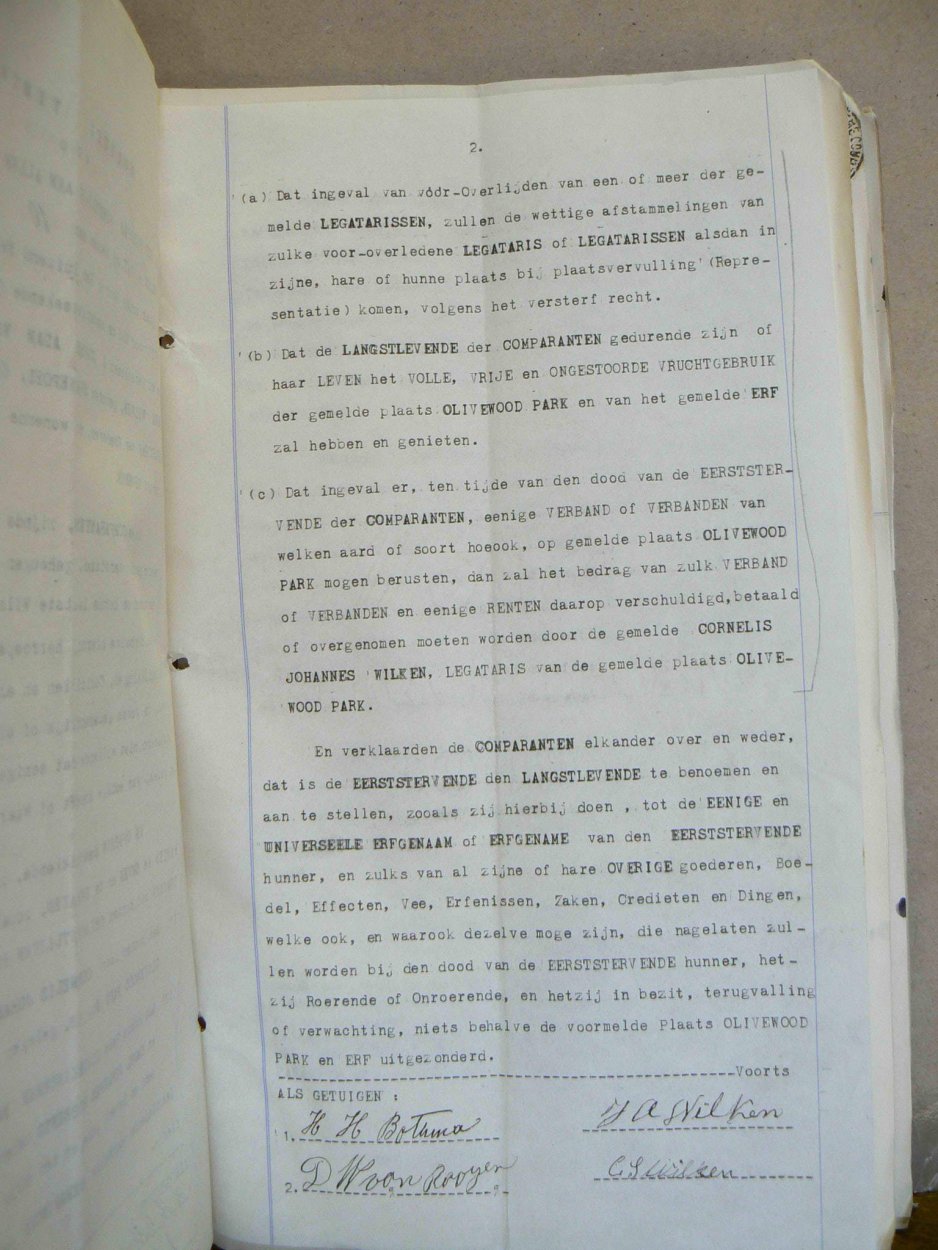 2.
(a) Dat ingeval van vóór-Overlijden van een of meer der ge-
melde LEGATARISSEN, zullen de wettige afstammelingen van
zulke voor-overledene LEGATARIS of LEGATARISSEN alsdan in
zijne, hare of hunne plaats bij plaatsvervulling (Repre-
sentatie) komen, volgens het versterf recht.
(b) Dat de LANGSTLEVENDE der COMPARANTEN gedurende zijn of
haar LEVEN het VOLLE, VRIJE en ONGESTOORDE VRUCHTGEBRUIK
der gemelde plaats OLIVEWOOD PARK en van het gemelde ERF
zal hebben en genieten.
(c) Dat ingeval er, ten tijde van den dood van de EERSTSTER-
VENDE der COMPARANTEN, eenige VERBAND of VERBANDEN van
welken aard of soort hoeook, op gemelde plaats OLIVEWOOD
PARK mogen berusten, dan zal het bedrag van zulk VERBAND
of VERBANDEN en eenige RENTEN daarop verschuldigd, betaald
of overgenomen moeten worden door de gemelde CORNELIS
JOHANNES WILKEN, LEGATARIS van de gemelde plaats OLIVE-
WOOD PARK.
En verklaarden de COMPARANTEN elkander over en weder,
dat is de EERSTSTERVENDE den LANGSTLEVENDE te benoemen en
aan te stellen, zooals zij hierbij doen , tot de EENIGE en
UNIVERSEELE ERFGENAAM of ERFGENAME van den EERSTSTERVENDE
hunner, en zulks van al zijne of hare OVERIGE goederen, Boe-
del, Effecten, Vee, Erfenissen, Zaken, Credieten en Dingen,
welke ook, en waarook dezelve moge zijn, die nagelaten zul-
len worden bij den dood van de EERSTSTERVENDE hunner, het-
zij Roerende of Onroerende, en hetzij in bezit, terugvalling
of verwachting, niets behalve de voormelde Plaats OLIVEWOOD
PARK en ERF uitgezonderd.
Voorts
ALS GETUIGEN :
1. H H Bothma
J A Wilken
2. D W van Rooyen
C S Wilken